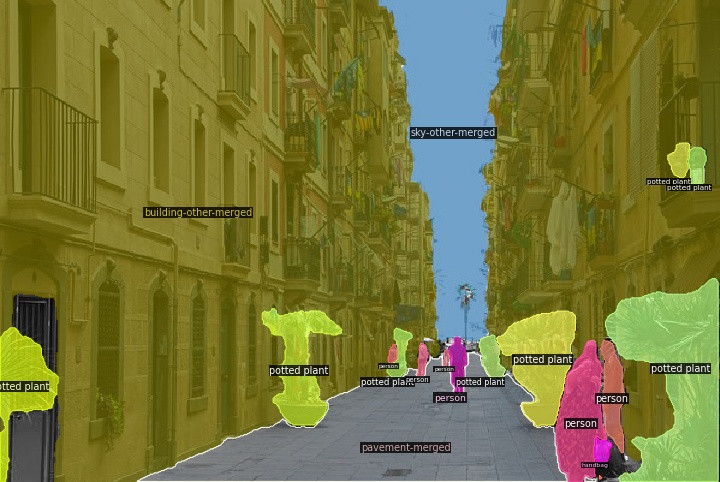 sky-other-merged
potted plant
potted plant
building-other-merged
person
potted plant
potted plant
potted plant
person
person
potted plant
potted plant
otted plant
person
person
person
pavement-merged
handbag